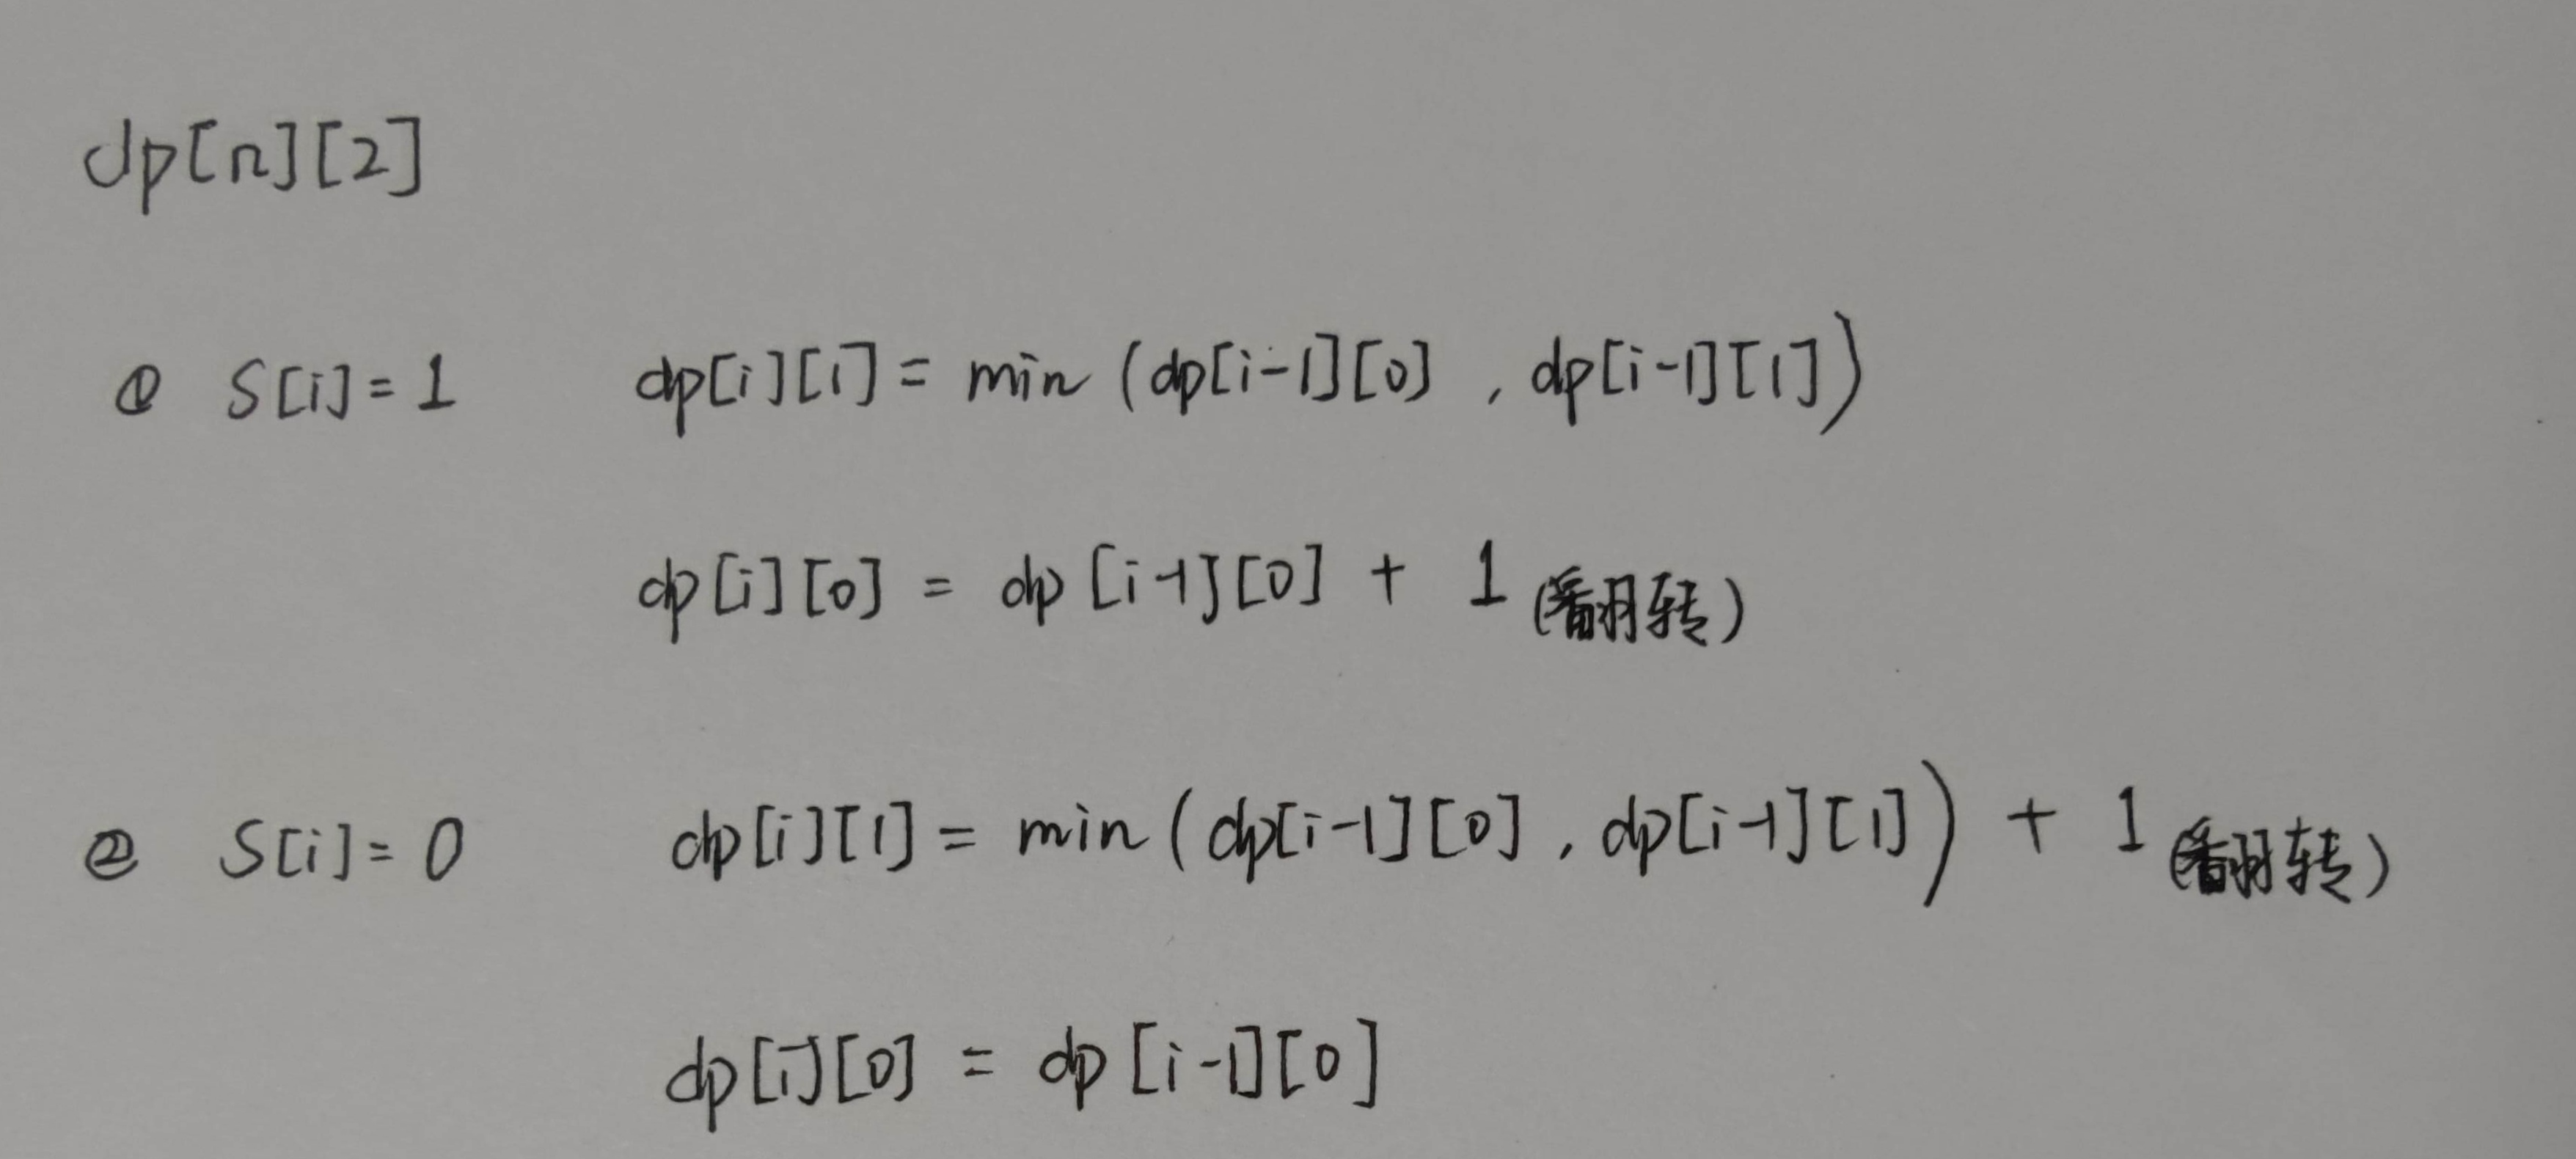 dp[n][2]
① S[i]=1 dp[i][1]= min (dp[i-1][0] , dp[i-1][1])
dp[i][0] = dp[i-1][0] + 1 (翻转)
② S[i]=0 dp[i][1]= min (dp[i-1][0] , dp[i-1][1]) + 1 (翻转)
dp[i][0] = dp[i-1][0]